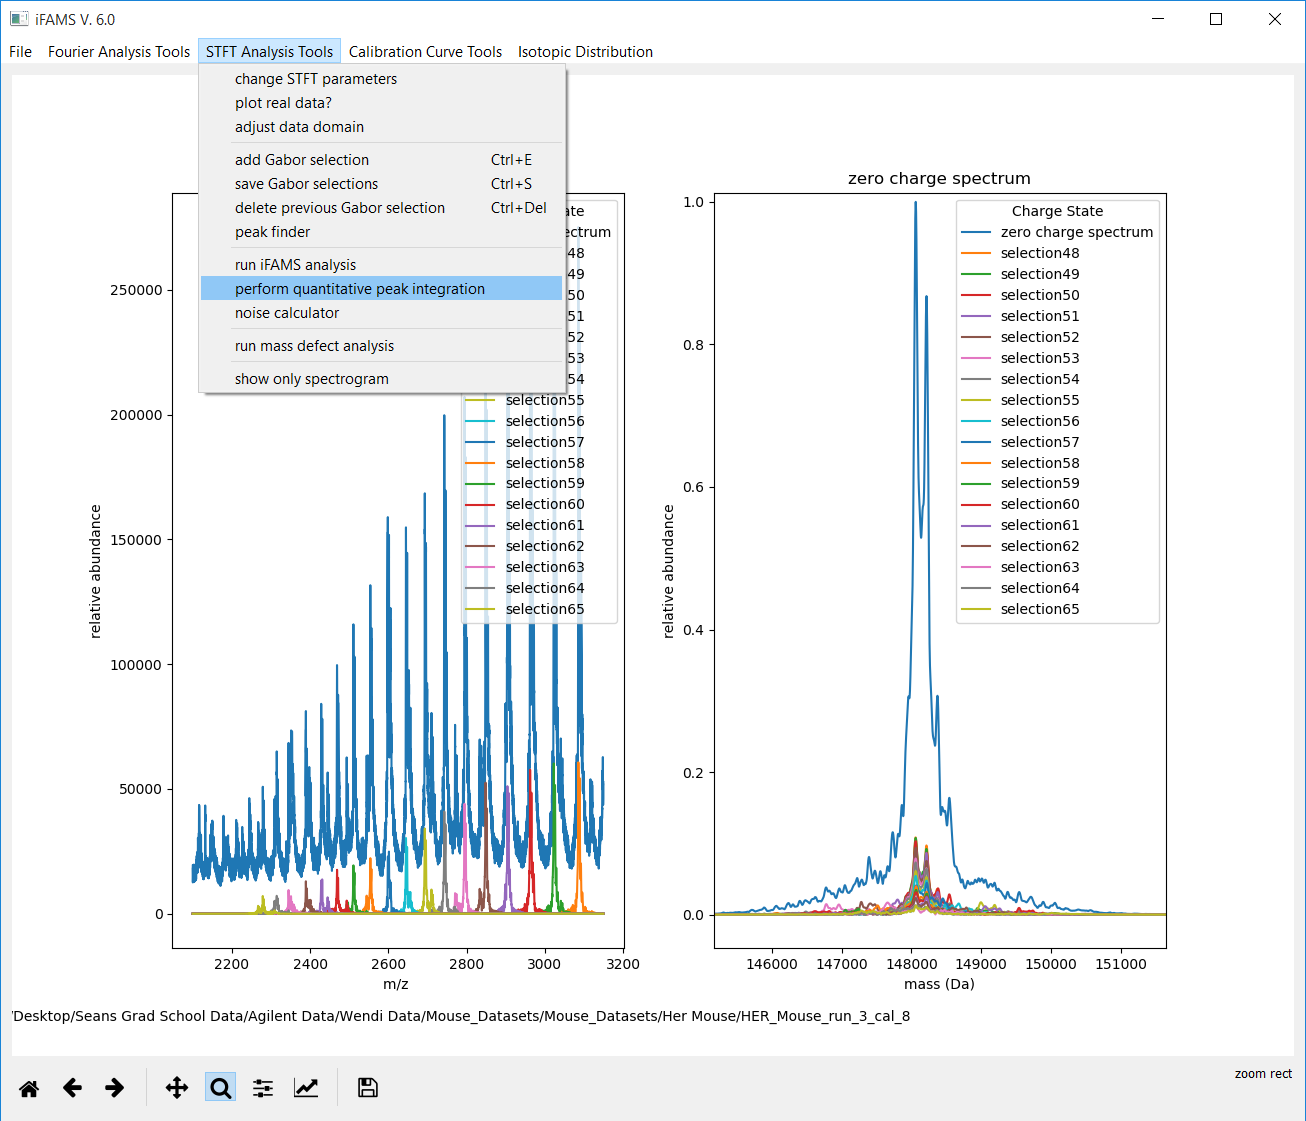 iFAMS V. 6.0
File Fourier Analysis Tools STFT Analysis Tools Calibration Curve Tools Isotopic Distribution
change STFT parameters
plot real data?
adjust data domain
add Gabor selection Ctrl+E
save Gabor selections Ctrl+S
delete previous Gabor selection Ctrl+Del
peak finder
run iFAMS analysis
perform quantitative peak integration
noise calculator
run mass defect analysis
show only spectrogram
ate
ectrum
48
49
50
51
52
53
54
selection55
selection56
selection57
selection58
selection59
selection60
selection61
selection62
selection63
selection64
selection65
relative abundance
250000
200000
150000
100000
50000
0
2200 2400 2600 2800 3000 3200
m/z
zero charge spectrum
Charge State
zero charge spectrum
selection48
selection49
selection50
selection51
selection52
selection53
selection54
selection55
selection56
selection57
selection58
selection59
selection60
selection61
selection62
selection63
selection64
selection65
relative abundance
1.0
0.8
0.6
0.4
0.2
0.0
146000 147000 148000 149000 150000 151000
mass (Da)
/Desktop/Seans Grad School Data/Agilent Data/Wendi Data/Mouse_Datasets/Mouse_Datasets/Her Mouse/HER_Mouse_run_3_cal_8
zoom rect